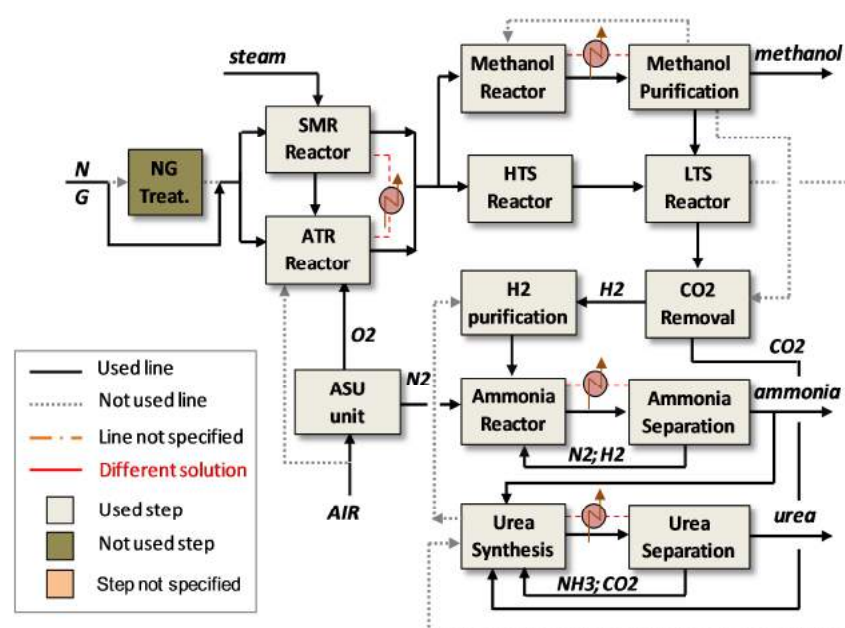 steam
Methanol
Reactor
Methanol
Purification
methanol
SMR
Reactor
N
G
NG
Treat.
HTS
Reactor
LTS
Reactor
ATR
Reactor
H2
purification
H2
CO2
Removal
O2
CO2
ASU
unit
N2
Ammonia
Reactor
Ammonia
Separation
ammonia
N2; H2
AIR
Urea
Synthesis
Urea
Separation
urea
NH3; CO2
Used line
Not used line
Line not specified
Different solution
Used step
Not used step
Step not specified